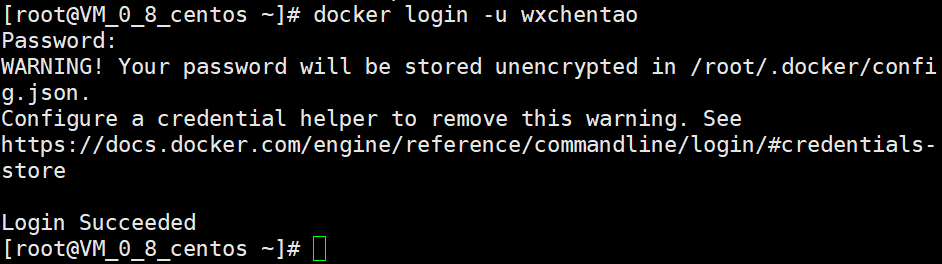 [root@VM_0_8_centos ~]# docker login -u wxchentao
Password:
WARNING! Your password will be stored unencrypted in /root/.docker/confi
g.json.
Configure a credential helper to remove this warning. See
https://docs.docker.com/engine/reference/commandline/login/#credentials-
store
Login Succeeded
[root@VM_0_8_centos ~]#